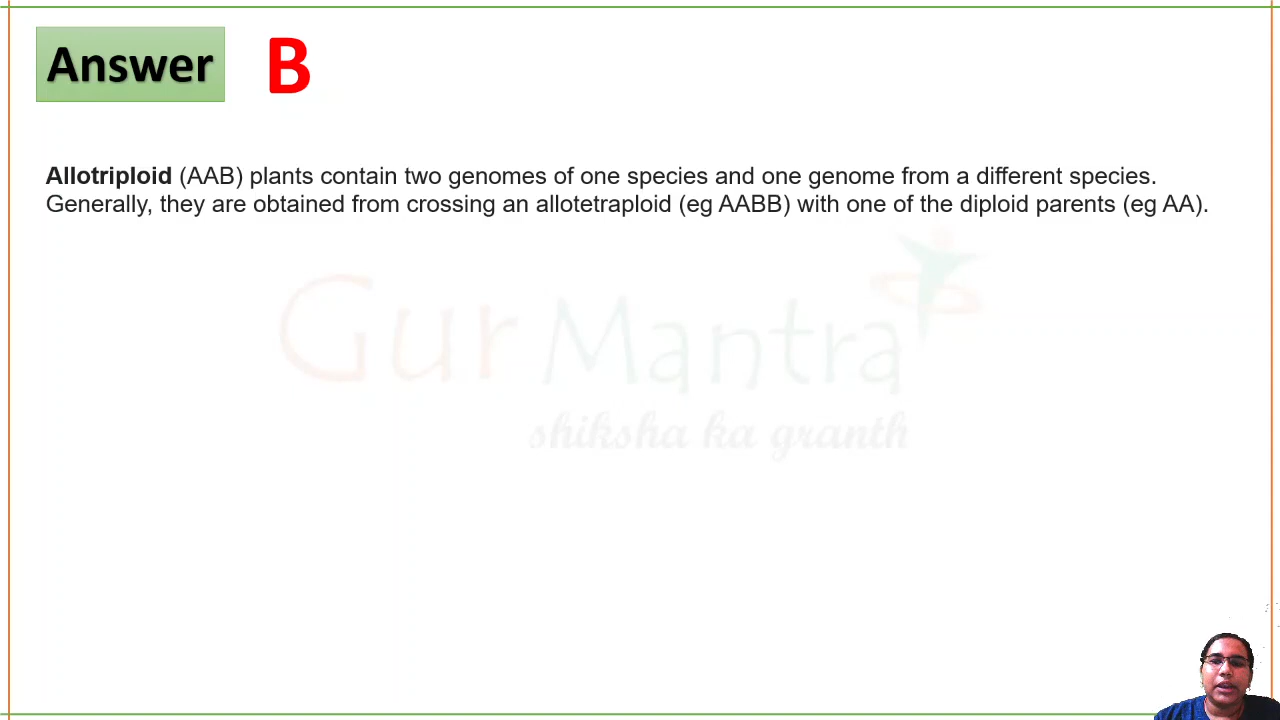 Answer B
Allotriploid (AAB) plants contain two genomes of one species and one genome from a different species.
Generally, they are obtained from crossing an allotetraploid (eg AABB) with one of the diploid parents (eg AA).
GurMantra
shiksha ka granth